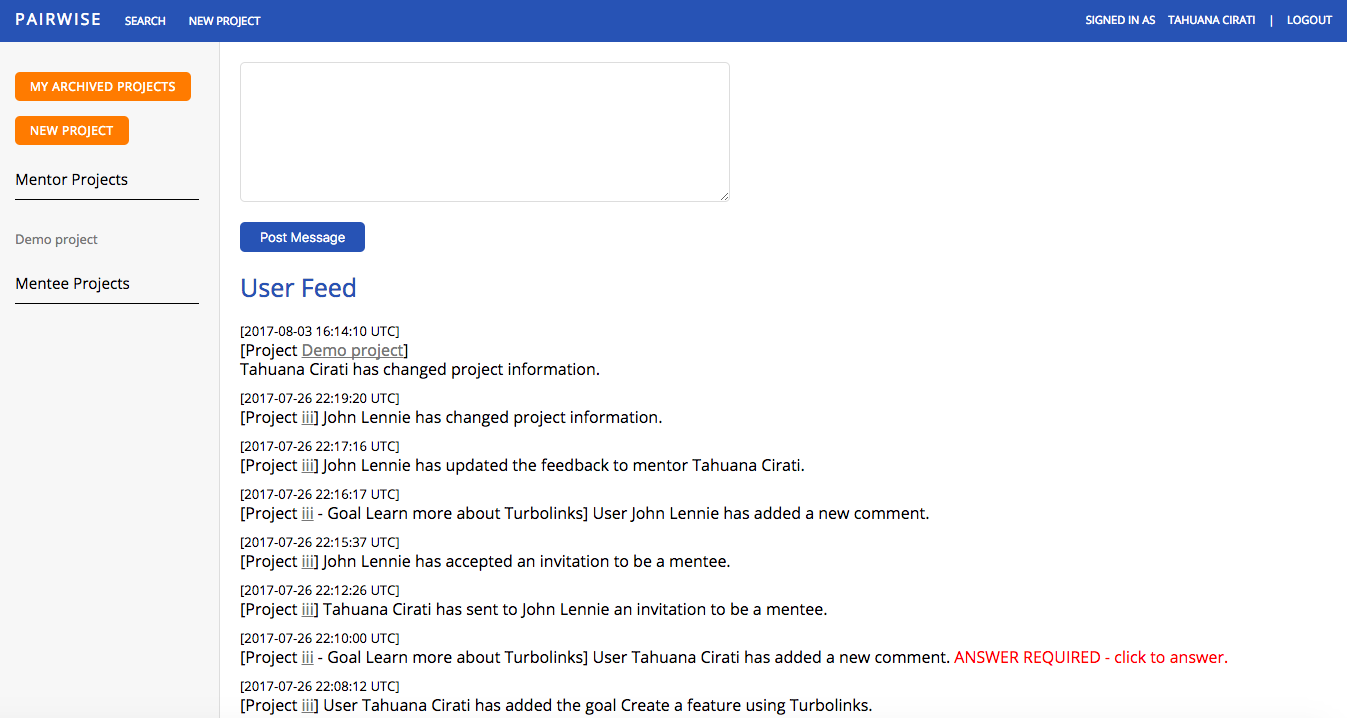 PAIRWISE SEARCH NEW PROJECT SIGNED IN AS TAHUANA CIRATI | LOGOUT
MY ARCHIVED PROJECTS
NEW PROJECT
Mentor Projects
Demo project
Mentee Projects
Post Message
User Feed
[2017-08-03 16:14:10 UTC]
[Project Demo project]
Tahuana Cirati has changed project information.
[2017-07-26 22:19:20 UTC]
[Project iii] John Lennie has changed project information.
[2017-07-26 22:17:16 UTC]
[Project iii] John Lennie has updated the feedback to mentor Tahuana Cirati.
[2017-07-26 22:16:17 UTC]
[Project iii - Goal Learn more about Turbolinks] User John Lennie has added a new comment.
[2017-07-26 22:15:37 UTC]
[Project iii] John Lennie has accepted an invitation to be a mentee.
[2017-07-26 22:12:26 UTC]
[Project iii] Tahuana Cirati has sent to John Lennie an invitation to be a mentee.
[2017-07-26 22:10:00 UTC]
[Project iii - Goal Learn more about Turbolinks] User Tahuana Cirati has added a new comment. ANSWER REQUIRED - click to answer.
[2017-07-26 22:08:12 UTC]
[Project iii] User Tahuana Cirati has added the goal Create a feature using Turbolinks.